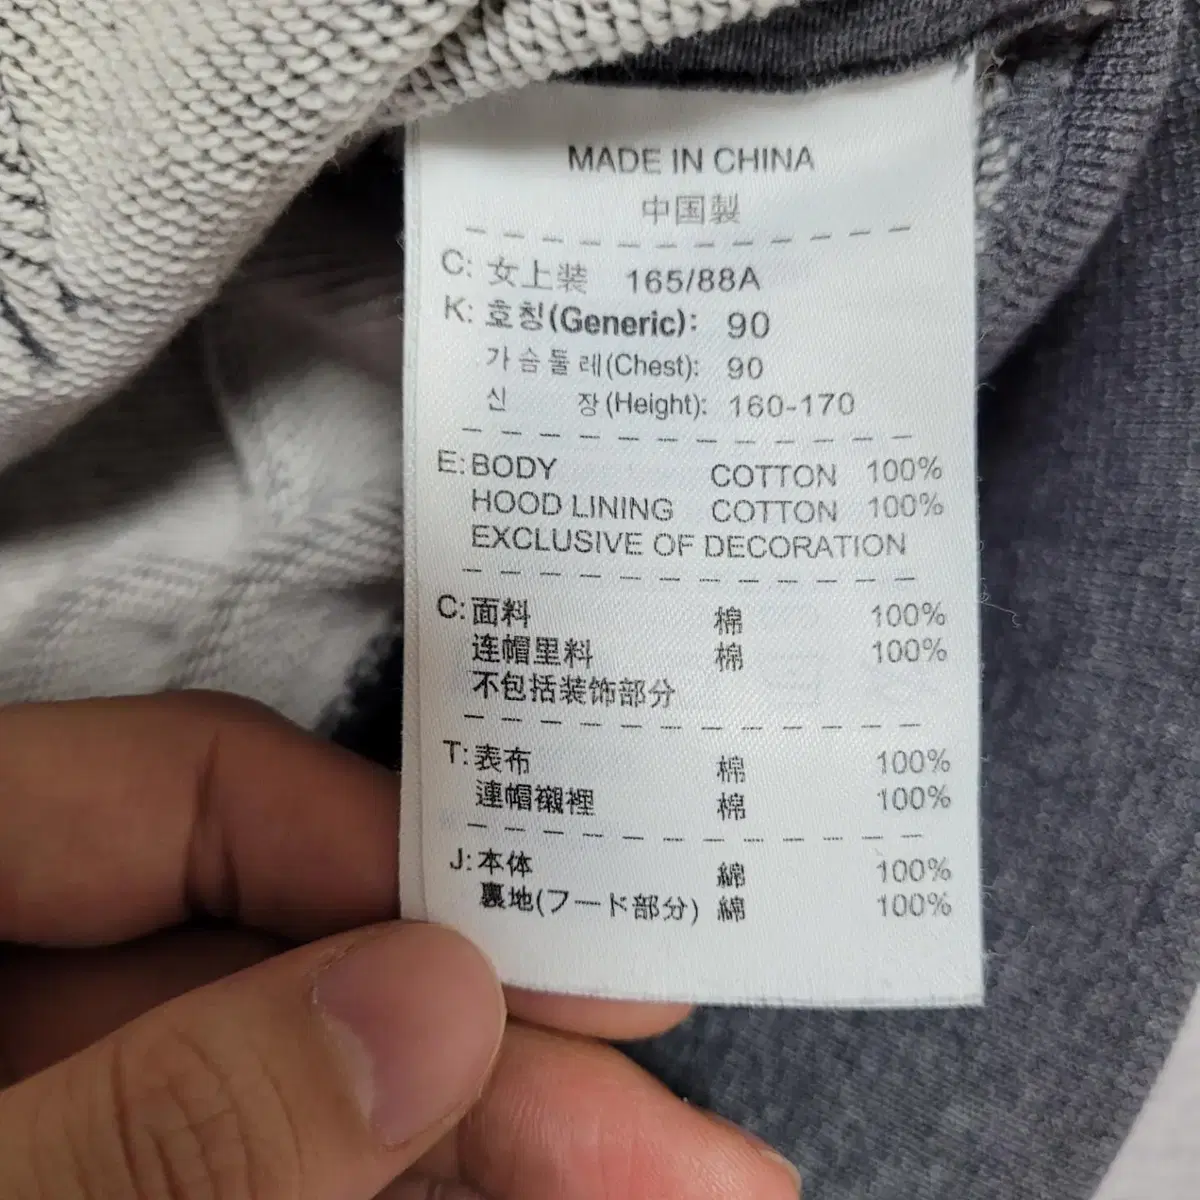 MADE IN CHINA
中国製
C: 女上装 165/88A
K: 호칭(Generic): 90
가슴둘레(Chest): 90
신 장(Height): 160-170
E: BODY COTTON 100%
HOOD LINING COTTON 100%
EXCLUSIVE OF DECORATION
C: 面料 棉 100%
连帽里料 棉 100%
不包括装饰部分
T: 表布 棉 100%
連帽襯裡 棉 100%
J: 本体 綿 100%
裏地(フード部分) 綿 100%